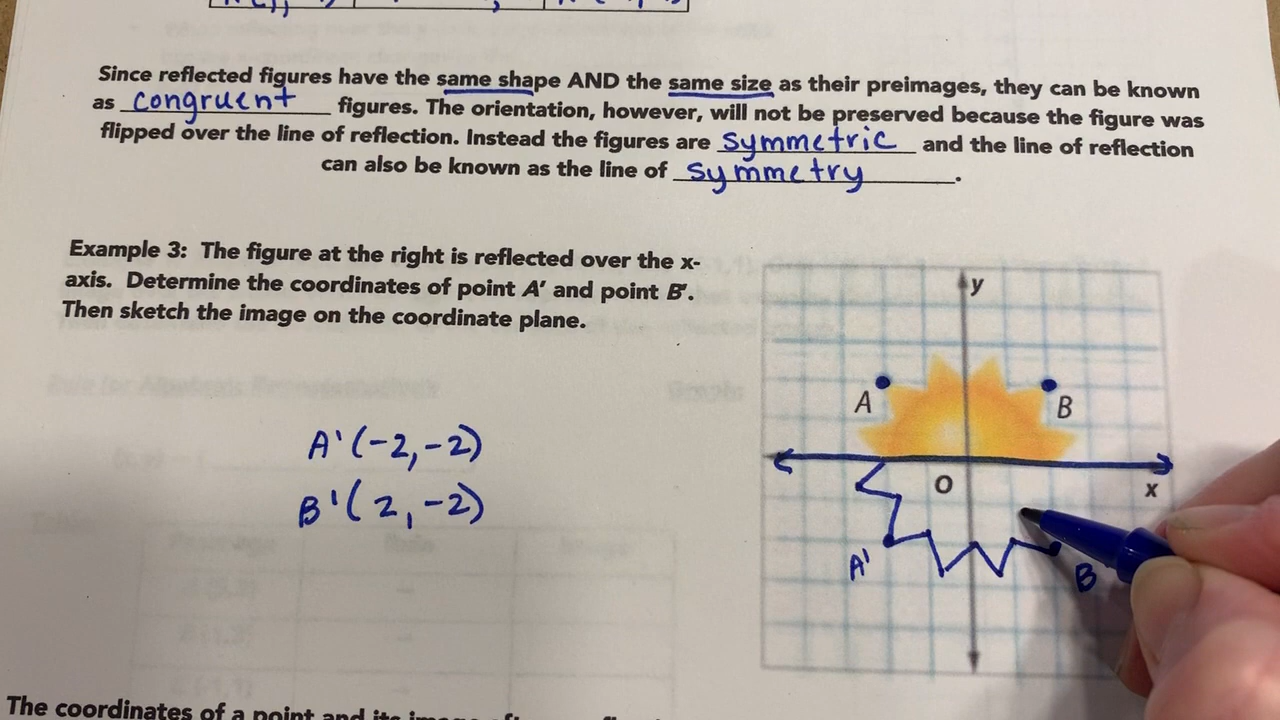 Since reflected figures have the same shape AND the same size as their preimages, they can be known
as congruent figures. The orientation, however, will not be preserved because the figure was
flipped over the line of reflection. Instead the figures are symmetric and the line of reflection
can also be known as the line of symmetry.
Example 3: The figure at the right is reflected over the x-
axis. Determine the coordinates of point A' and point B'.
Then sketch the image on the coordinate plane.
y
A
B
A'(-2,-2)
B'(2,-2)
O
x
A'
B
The coordinates of a point and its image